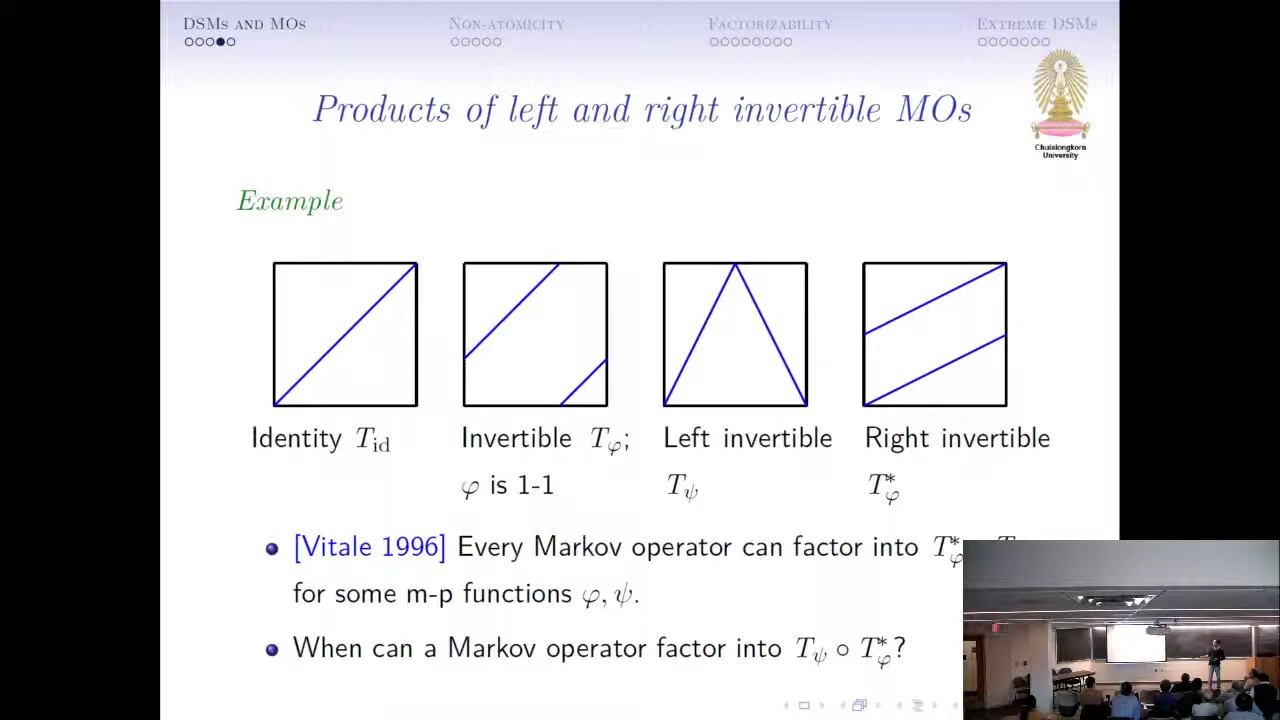 DSMs and MOs Non-atomicity Factorizability Extreme DSMs
Products of left and right invertible MOs
Chulalongkorn
University
Example
Identity T_id
Invertible T_φ;
φ is 1-1
Left invertible
T_ψ
Right invertible
T*_φ
[Vitale 1996] Every Markov operator can factor into T*_φ
for some m-p functions φ, ψ.
When can a Markov operator factor into T_ψ ∘ T*_φ?